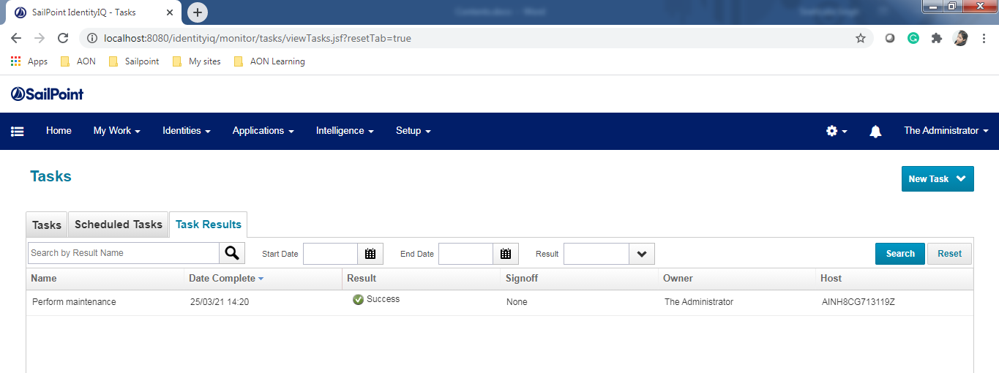 SailPoint IdentityIQ - Tasks
localhost:8080/identityiq/monitor/tasks/viewTasks.jsf?resetTab=true
Apps AON Sailpoint My sites AON Learning
SailPoint
Home My Work Identities Applications Intelligence Setup The Administrator
Tasks
New Task
Tasks Scheduled Tasks Task Results
Search by Result Name Start Date End Date Result Search Reset
Name Date Complete Result Signoff Owner Host
Perform maintenance 25/03/21 14:20 Success None The Administrator AINH8CG713119Z